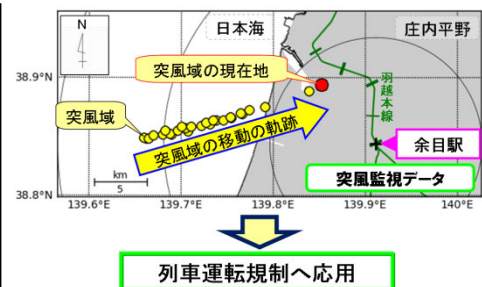 N
日本海
庄内平野
突風域の現在地
38.9°N
突風域
羽越本線
突風域の移動の軌跡
余目駅
km
5
突風監視データ
38.8°N
139.6°E
139.7°E
139.8°E
139.9°E
140°E
列車運転規制へ応用